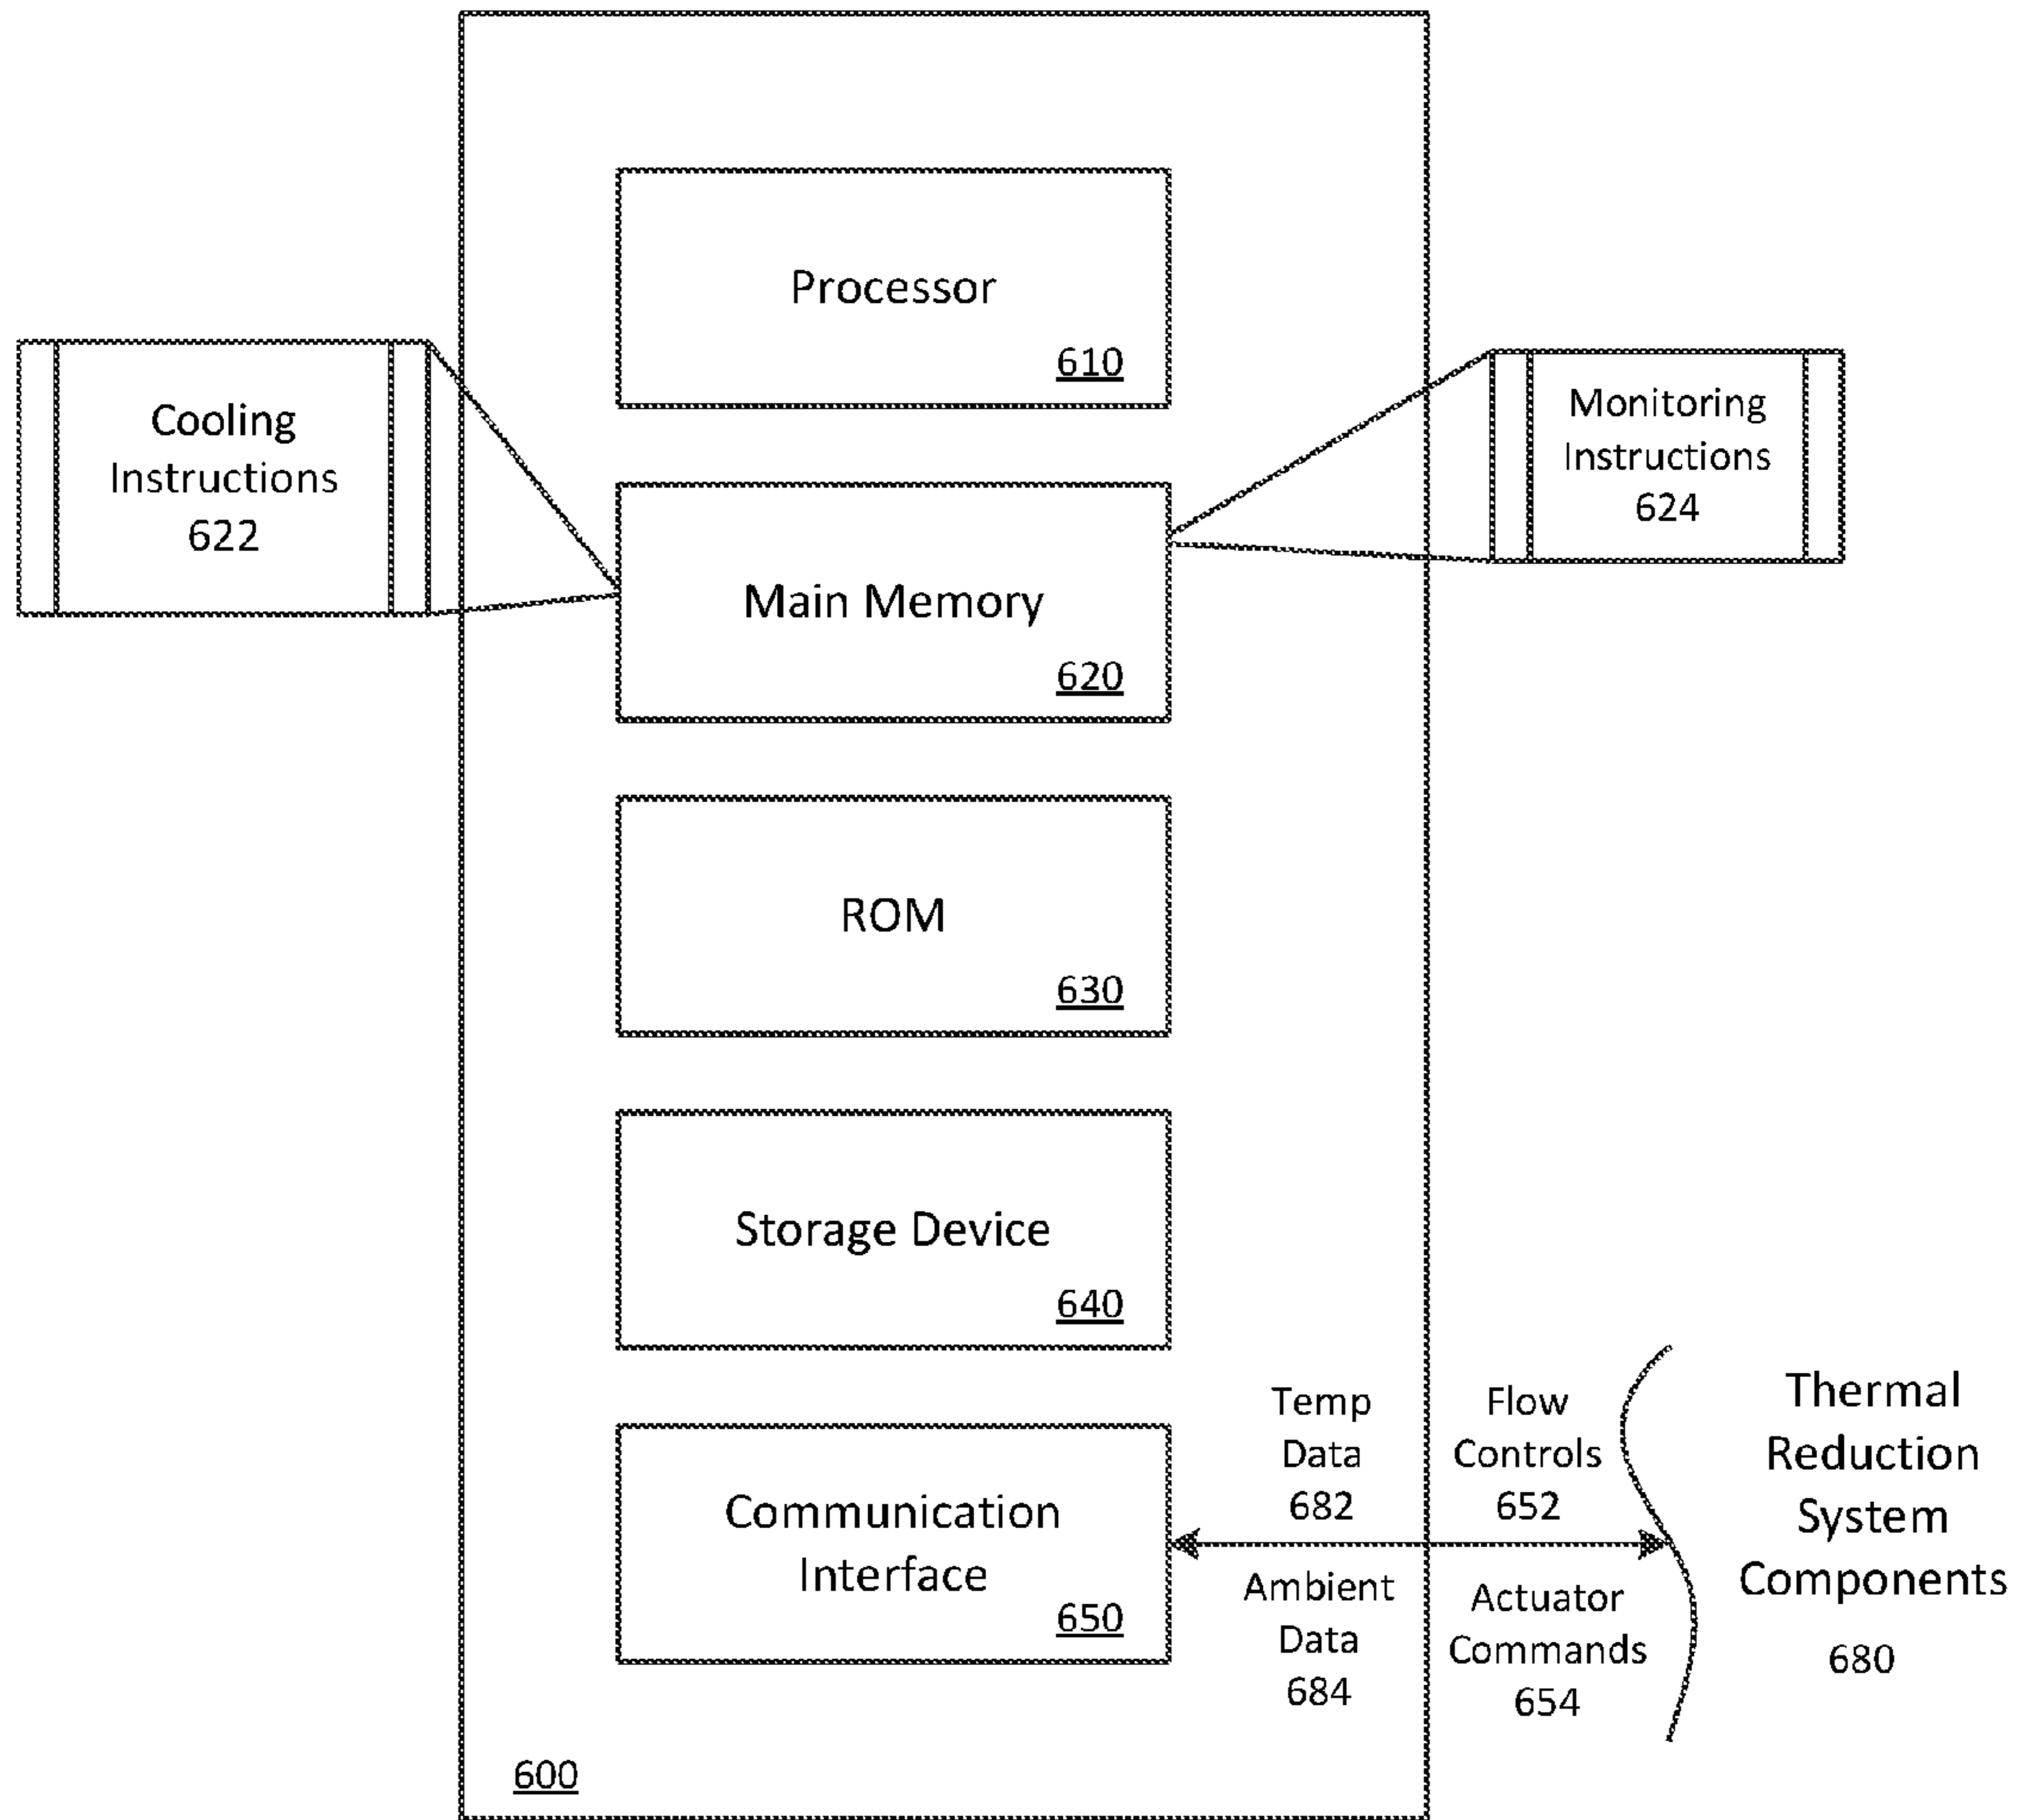 Processor
610
Cooling
Instructions
622
Monitoring
Instructions
624
Main Memory
620
ROM
630
Storage Device
640
Communication
Interface
650
Temp
Data
682
Ambient
Data
684
Flow
Controls
652
Actuator
Commands
654
Thermal
Reduction
System
Components
680
600